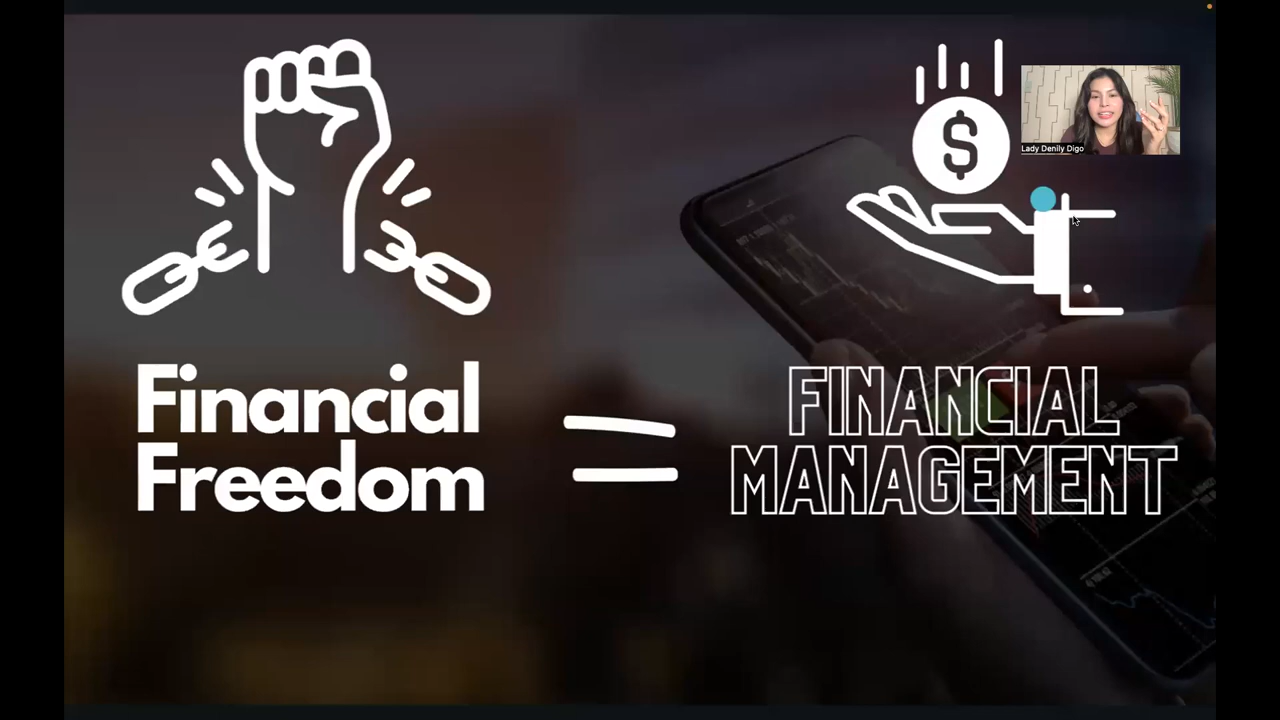 $
Lady Denily Digo
Financial
Freedom
=
FINANCIAL
MANAGEMENT